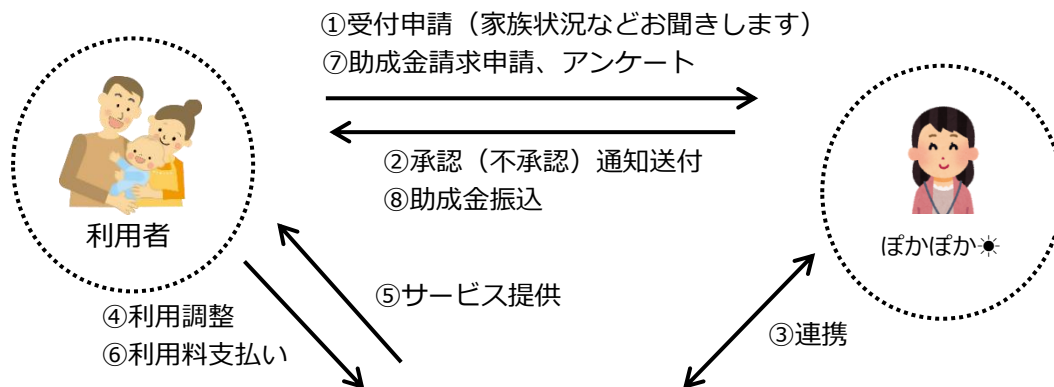 ①受付申請（家族状況などお聞きします）
⑦助成金請求申請、アンケート
②承認（不承認）通知送付
⑧助成金振込
利用者
ぽかぽか☀
④利用調整
⑥利用料支払い
⑤サービス提供
③連携